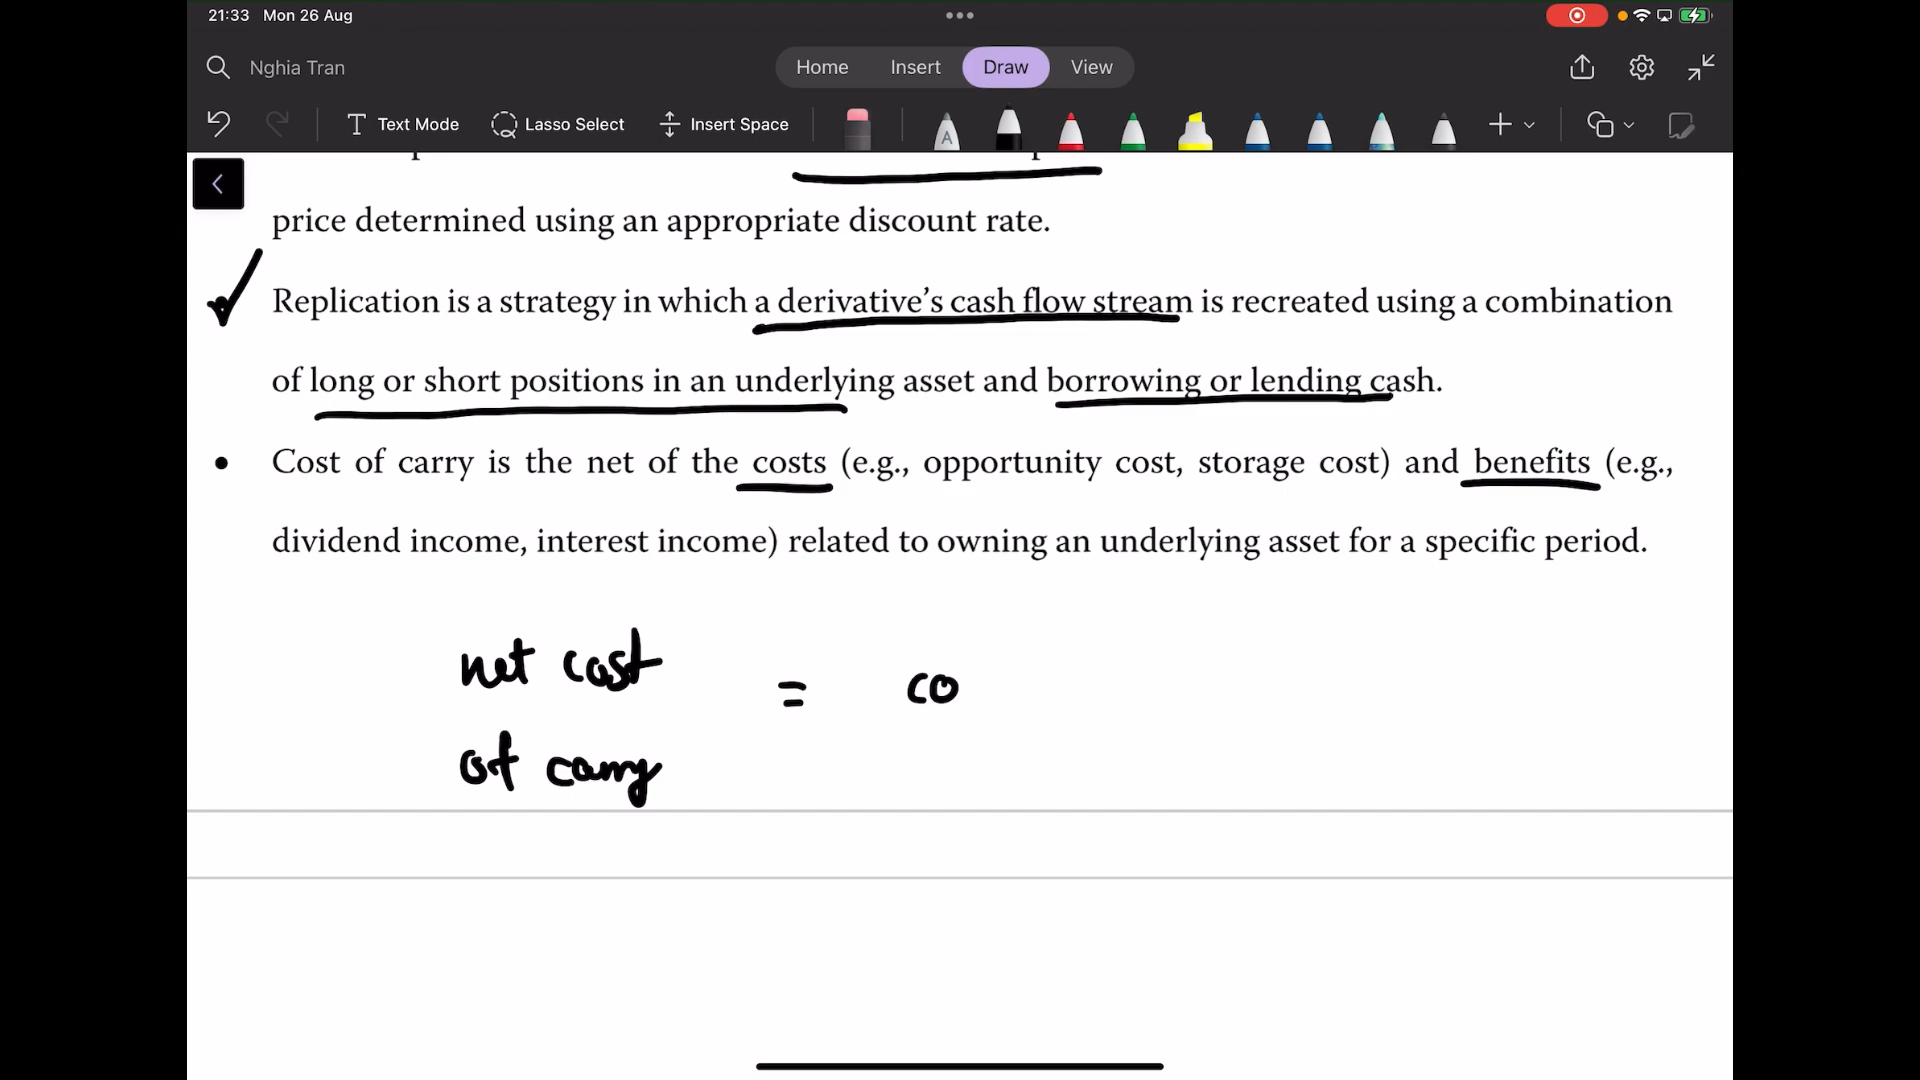 21:33 Mon 26 Aug
Nghia Tran
Home Insert Draw View
Text Mode Lasso Select Insert Space
A
price determined using an appropriate discount rate.
Replication is a strategy in which a derivative’s cash flow stream is recreated using a combination
of long or short positions in an underlying asset and borrowing or lending cash.
• Cost of carry is the net of the costs (e.g., opportunity cost, storage cost) and benefits (e.g.,
dividend income, interest income) related to owning an underlying asset for a specific period.
net cost
of carry
= co